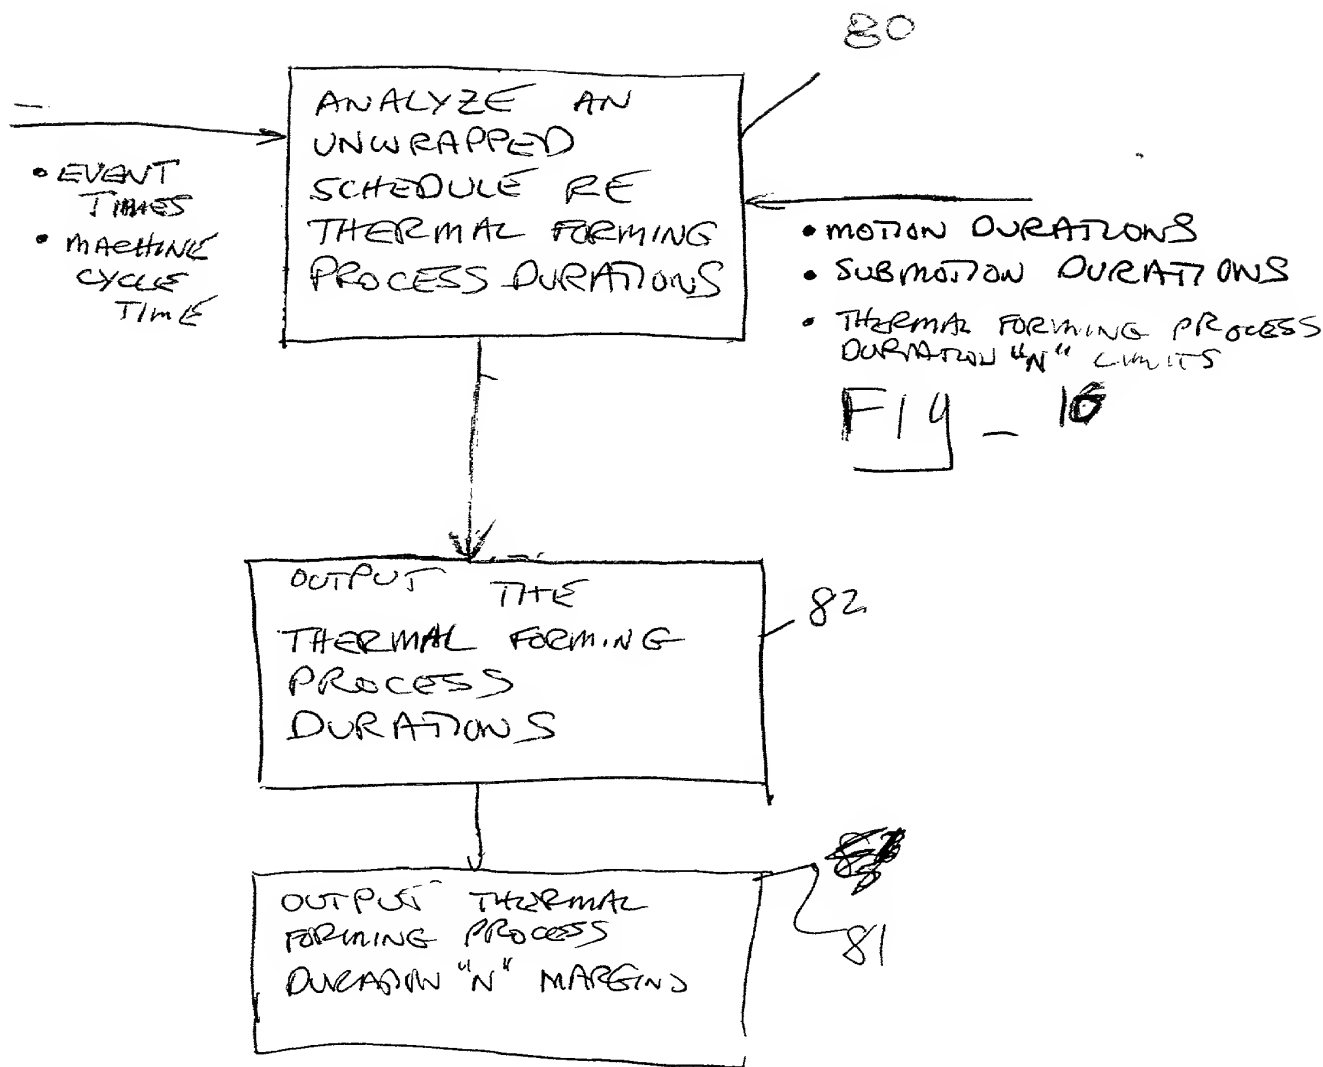 80
ANALYZE AN
UNWRAPPED
SCHEDULE RE
THERMAL FORMING
PROCESS DURATIONS
• EVENT
TIMES
• MACHINE
CYCLE
TIME
• MOTION DURATIONS
• SUBMOTION DURATIONS
• THERMAL FORMING PROCESS
DURATION "N" LIMITS
Fig - 10
OUTPUT THE
THERMAL FORMING
PROCESS
DURATIONS
82
OUTPUT THERMAL
FORMING PROCESS
DURATION "N" MARGINS
81